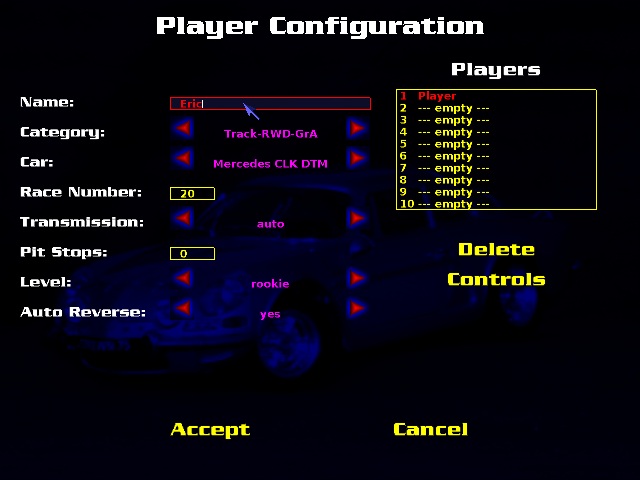 Player Configuration
Players
Name: Eric
Category: Track-RWD-GrA
Car: Mercedes CLK DTM
Race Number: 20
Transmission: auto
Pit Stops: 0
Level: rookie
Auto Reverse: yes
1 Player
2 --- empty ---
3 --- empty ---
4 --- empty ---
5 --- empty ---
6 --- empty ---
7 --- empty ---
8 --- empty ---
9 --- empty ---
10 --- empty ---
Delete
Controls
Accept
Cancel